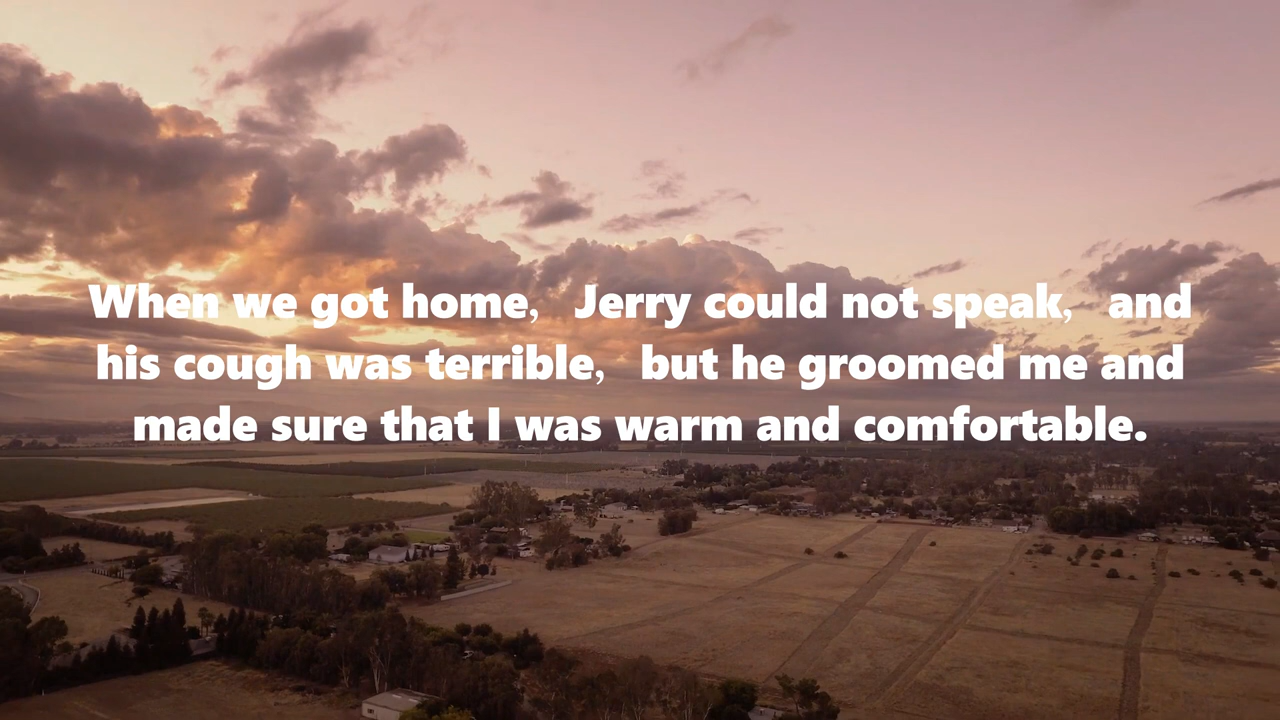 When we got home， Jerry could not speak， and
his cough was terrible， but he groomed me and
made sure that I was warm and comfortable.